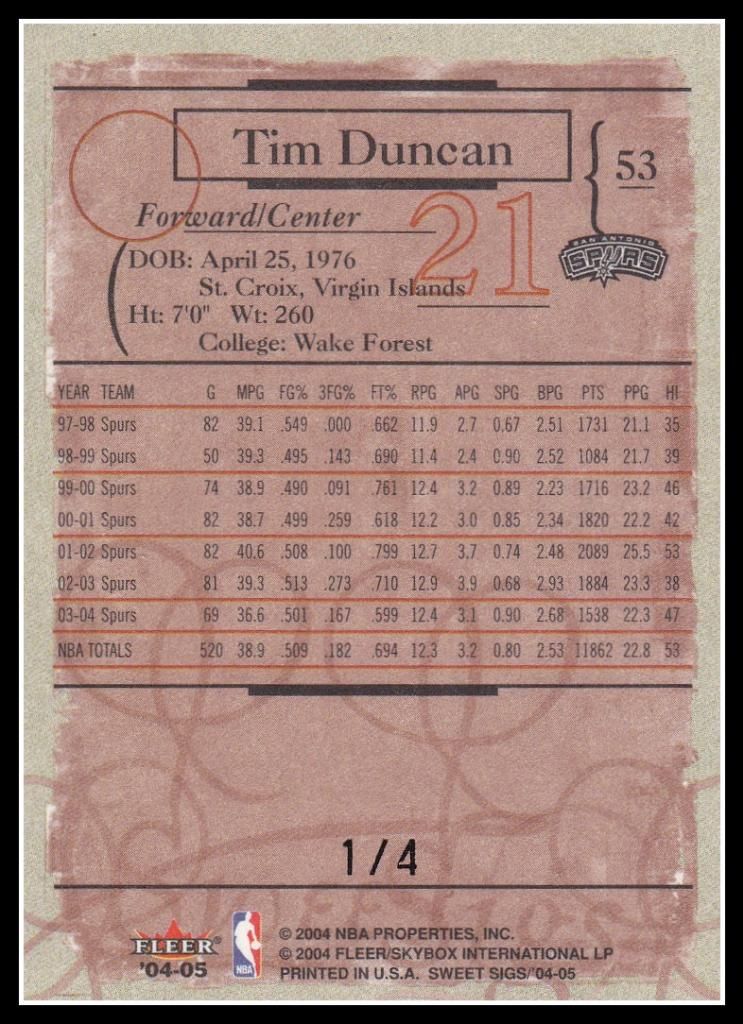 Tim Duncan
53
Forward/Center
21
SAN ANTONIO
SPURS
DOB: April 25, 1976
St. Croix, Virgin Islands
Ht: 7'0" Wt: 260
College: Wake Forest
YEAR TEAM G MPG FG% 3FG% FT% RPG APG SPG BPG PTS PPG HI
97-98 Spurs 82 39.1 .549 .000 .662 11.9 2.7 0.67 2.51 1731 21.1 35
98-99 Spurs 50 39.3 .495 .143 .690 11.4 2.4 0.90 2.52 1084 21.7 39
99-00 Spurs 74 38.9 .490 .091 .761 12.4 3.2 0.89 2.23 1716 23.2 46
00-01 Spurs 82 38.7 .499 .259 .618 12.2 3.0 0.85 2.34 1820 22.2 42
01-02 Spurs 82 40.6 .508 .100 .799 12.7 3.7 0.74 2.48 2089 25.5 53
02-03 Spurs 81 39.3 .513 .273 .710 12.9 3.9 0.68 2.93 1884 23.3 38
03-04 Spurs 69 36.6 .501 .167 .599 12.4 3.1 0.90 2.68 1538 22.3 47
NBA TOTALS 520 38.9 .509 .182 .694 12.3 3.2 0.80 2.53 11862 22.8 53
1/4
FLEER®
'04-05
NBA
© 2004 NBA PROPERTIES, INC.
© 2004 FLEER/SKYBOX INTERNATIONAL LP
PRINTED IN U.S.A. SWEET SIGS/'04-05